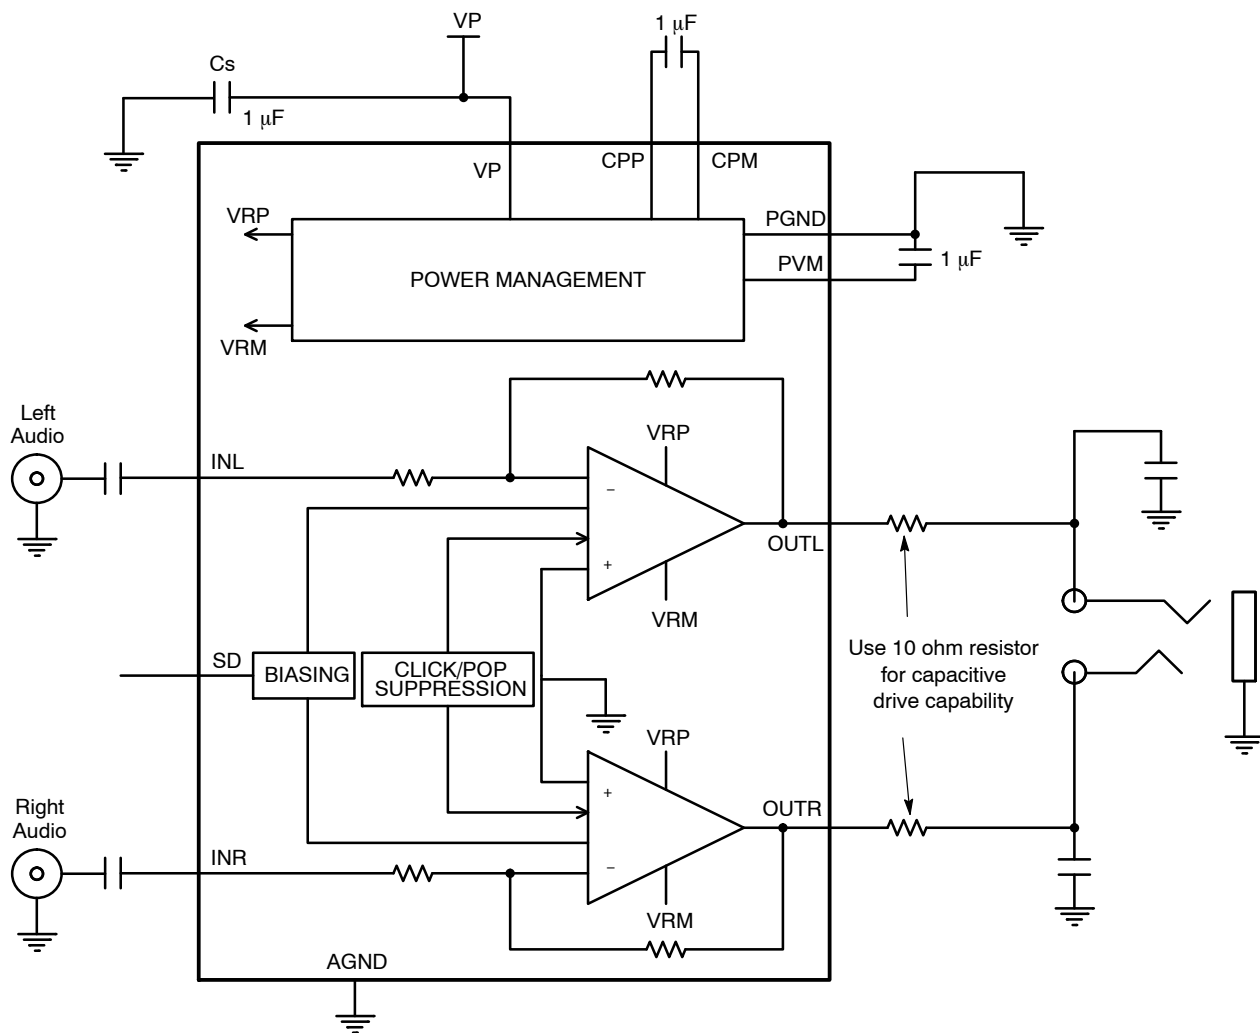 VP
1 μF
Cs
1 μF
VP
CPP
CPM
VRP
PGND
POWER MANAGEMENT
PVM
1 μF
VRM
Left
Audio
INL
VRP
−
+
OUTL
VRM
Use 10 ohm resistor
for capacitive
drive capability
SD
BIASING
CLICK/POP
SUPPRESSION
VRP
Right
Audio
+
OUTR
INR
−
VRM
AGND